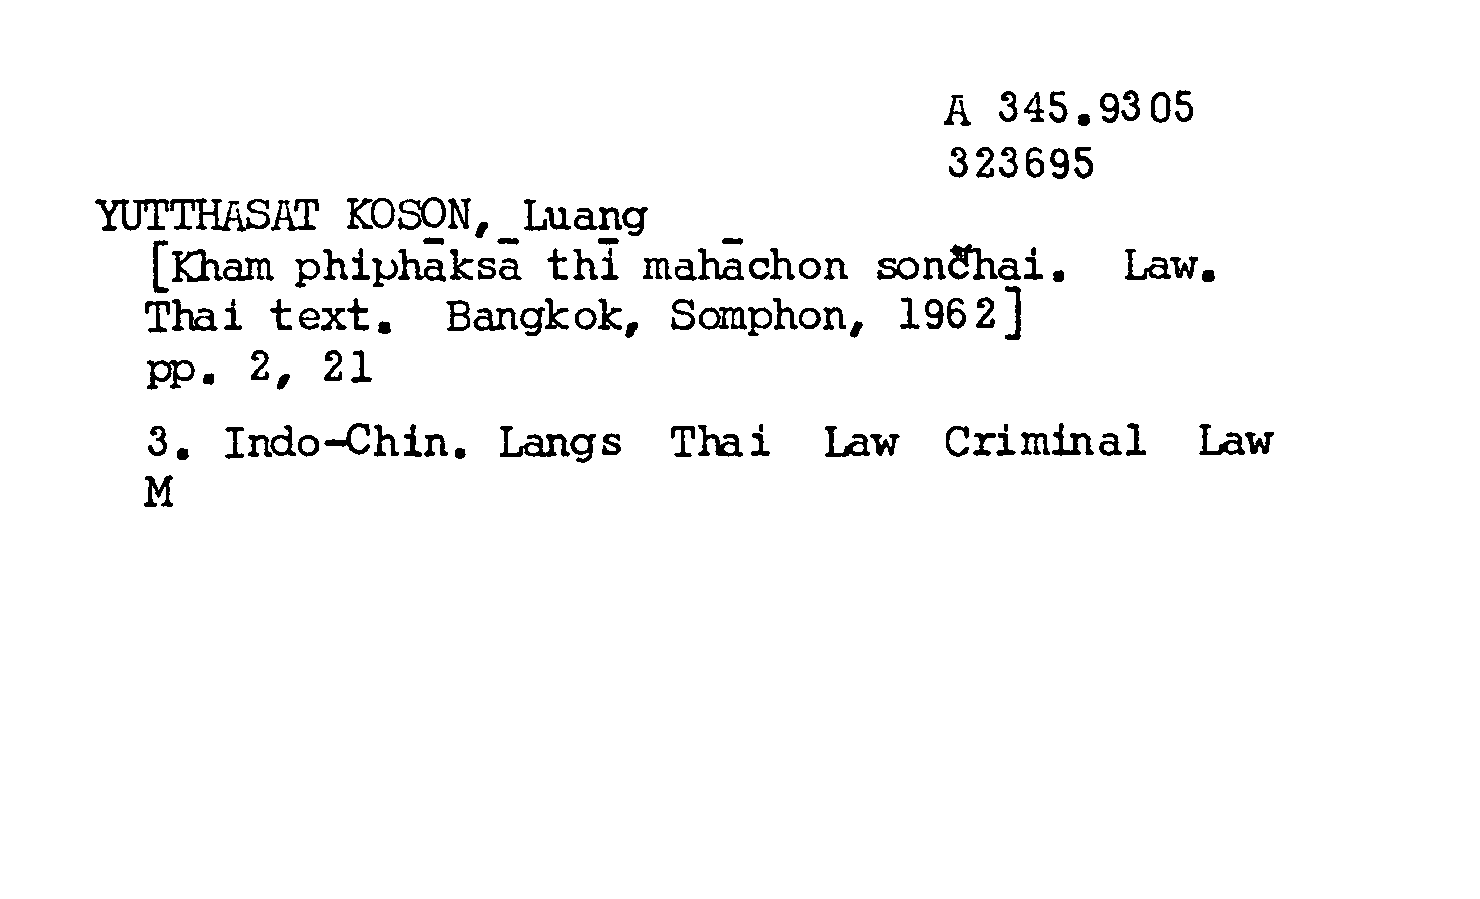 A 345.9305
323695
YUTTHASAT KOSON, Luang
[Kham phiphāksā thī mahāchon sončhai. Law.
Thai text. Bangkok, Somphon, 1962]
pp. 2, 21
3. Indo-Chin. Langs Thai Law Criminal Law
M